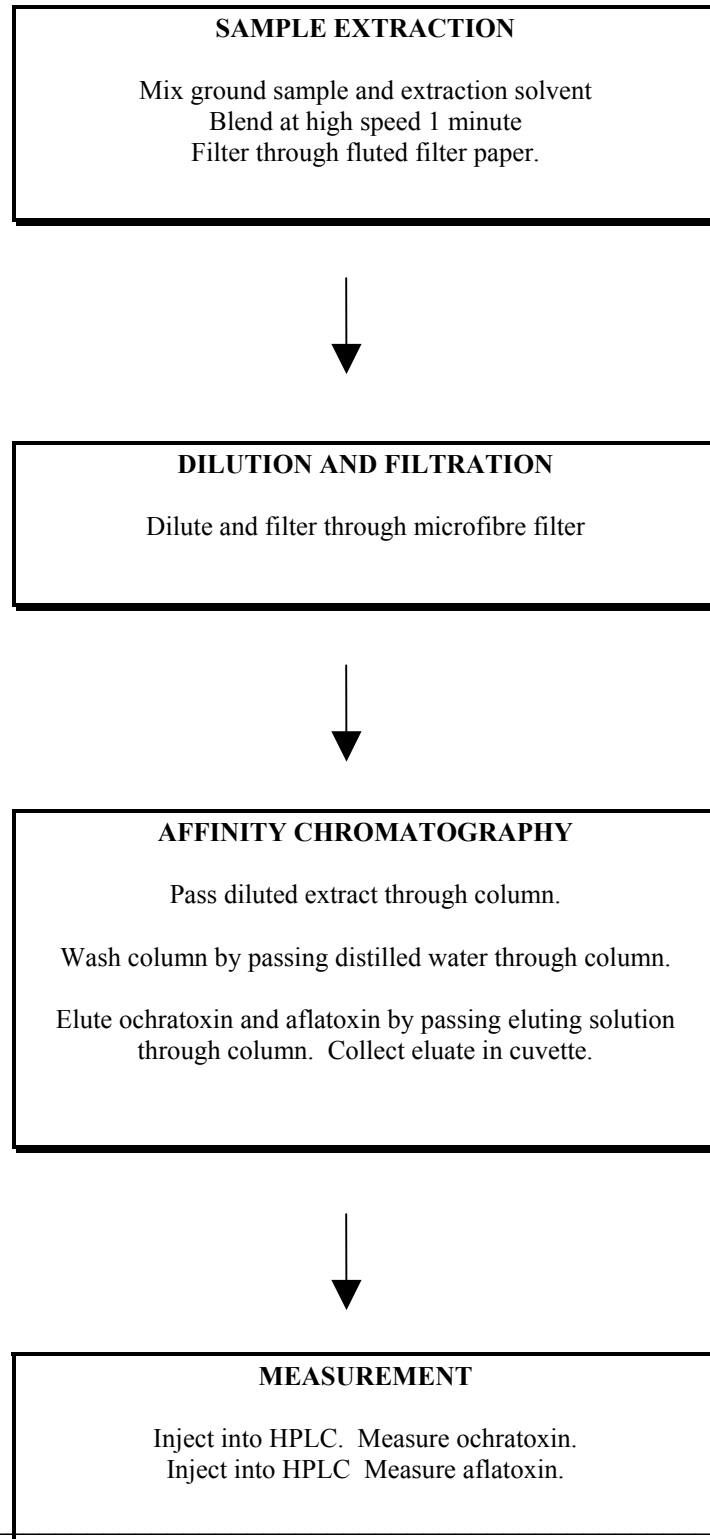 SAMPLE EXTRACTION
Mix ground sample and extraction solvent
Blend at high speed 1 minute
Filter through fluted filter paper.
DILUTION AND FILTRATION
Dilute and filter through microfibre filter
AFFINITY CHROMATOGRAPHY
Pass diluted extract through column.
Wash column by passing distilled water through column.
Elute ochratoxin and aflatoxin by passing eluting solution
through column.  Collect eluate in cuvette.
MEASUREMENT
Inject into HPLC.  Measure ochratoxin.
Inject into HPLC  Measure aflatoxin.